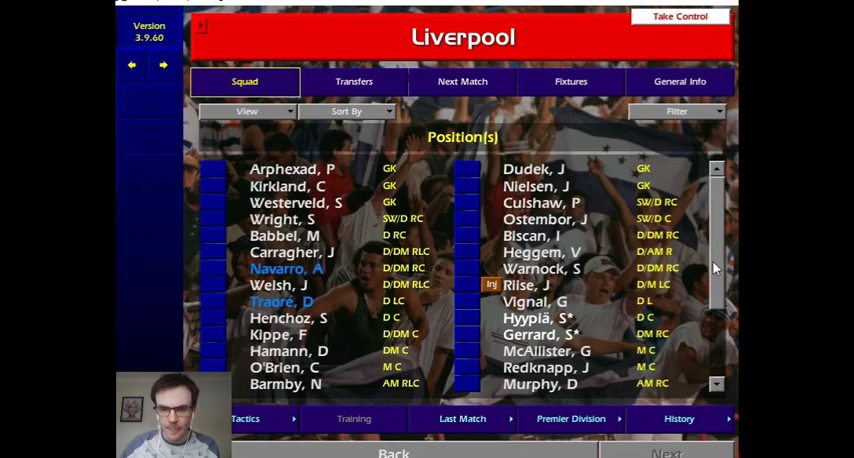 Version
3.9.60
Take Control
Liverpool
Squad Transfers Next Match Fixtures General Info
View Sort By Filter
Position(s)
Arphexad, P GK Dudek, J GK
Kirkland, C GK Nielsen, J GK
Westerveld, S GK Culshaw, P SW/D RC
Wright, S SW/D RC Ostembor, J SW/D C
Babbel, M D RC Biscan, I D/DM RC
Carragher, J D/DM RLC Heggem, V D/AM R
Navarro, A D/DM RC Warnock, S D/DM RC
Welsh, J D/DM RLC Inj Riise, J D/M LC
Traoré, D D LC Vignal, G D L
Henchoz, S D C Hyypiä, S* D C
Kippe, F D/DM C Gerrard, S* DM RC
Hamann, D DM C McAllister, G M C
O'Brien, C M C Redknapp, J M C
Barmby, N AM RLC Murphy, D AM RC
Tactics Training Last Match Premier Division History
Back Next